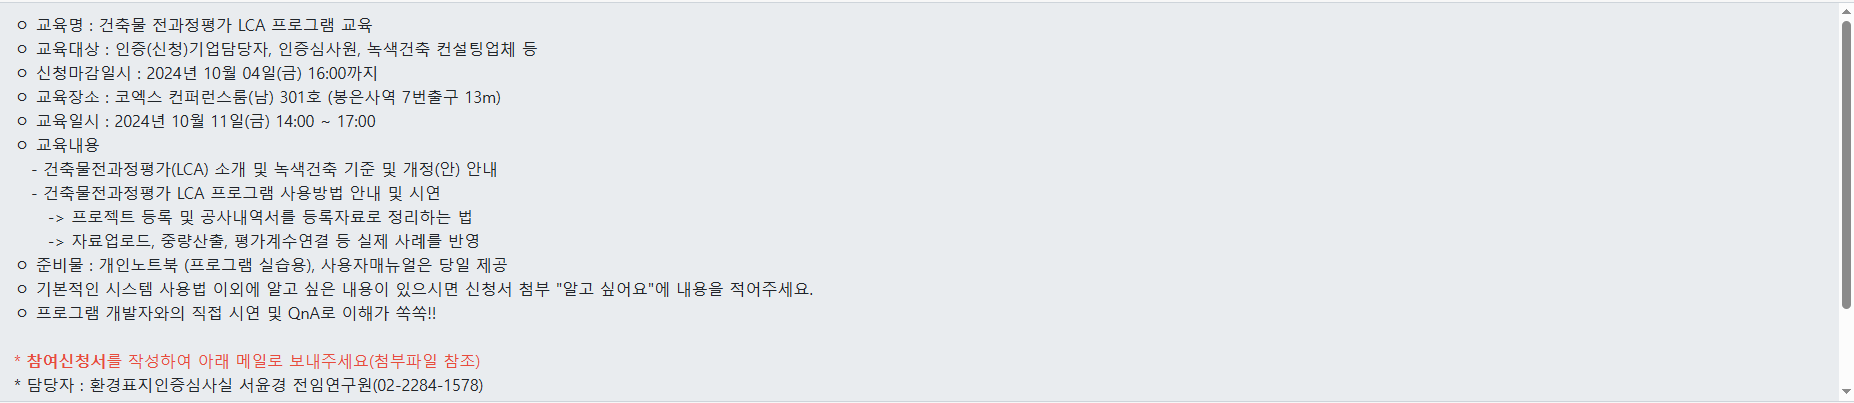 ㅇ 교육명 : 건축물 전과정평가 LCA 프로그램 교육
ㅇ 교육대상 : 인증(신청)기업담당자, 인증심사원, 녹색건축 컨설팅업체 등
ㅇ 신청마감일시 : 2024년 10월 04일(금) 16:00까지
ㅇ 교육장소 : 코엑스 컨퍼런스룸(남) 301호 (봉은사역 7번출구 13m)
ㅇ 교육일시 : 2024년 10월 11일(금) 14:00 ~ 17:00
ㅇ 교육내용
- 건축물전과정평가(LCA) 소개 및 녹색건축 기준 및 개정(안) 안내
- 건축물전과정평가 LCA 프로그램 사용방법 안내 및 시연
-> 프로젝트 등록 및 공사내역서를 등록자료로 정리하는 법
-> 자료업로드, 중량산출, 평가계수연결 등 실제 사례를 반영
ㅇ 준비물 : 개인노트북 (프로그램 실습용), 사용자매뉴얼은 당일 제공
ㅇ 기본적인 시스템 사용법 이외에 알고 싶은 내용이 있으시면 신청서 첨부 "알고 싶어요"에 내용을 적어주세요.
ㅇ 프로그램 개발자와의 직접 시연 및 QnA로 이해가 쏙쏙!!
* 참여신청서를 작성하여 아래 메일로 보내주세요(첨부파일 참조)
* 담당자 : 환경표지인증심사실 서윤경 전임연구원(02-2284-1578)